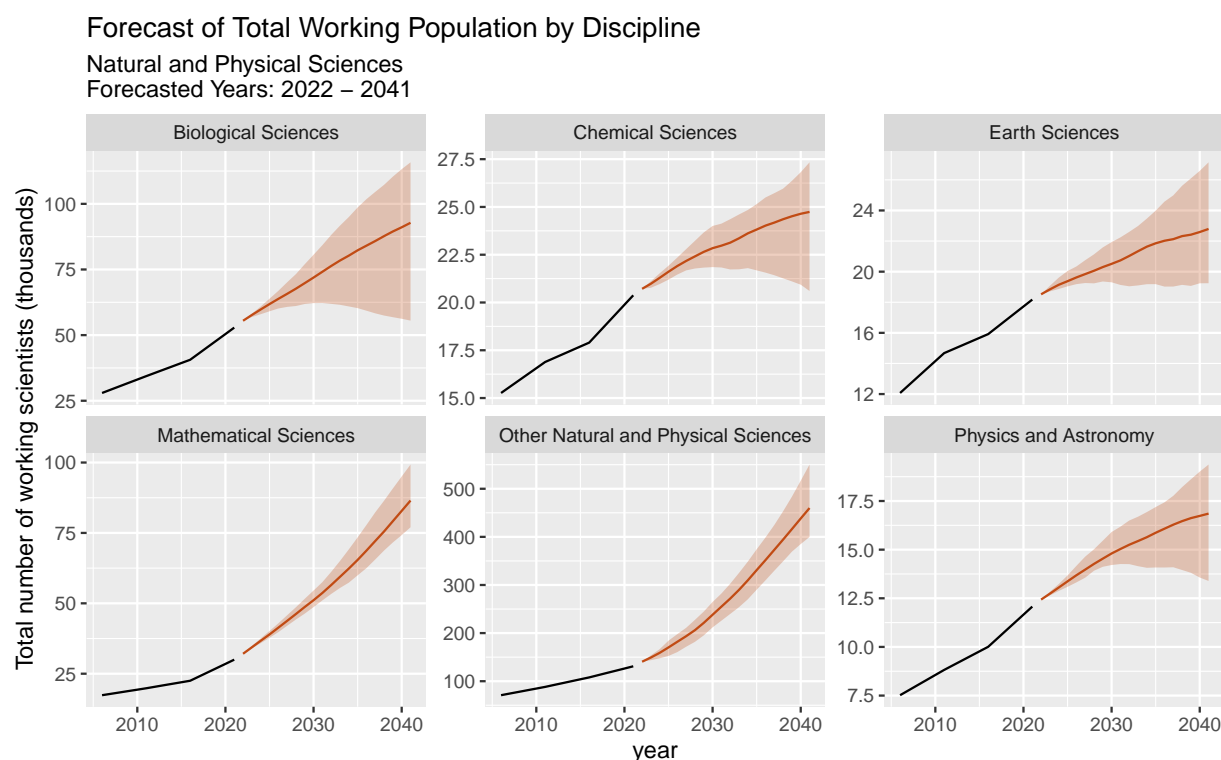 Forecast of Total Working Population by Discipline
Natural and Physical Sciences
Forecasted Years: 2022 – 2041
Total number of working scientists (thousands)
Biological Sciences
100
75
50
25
Chemical Sciences
27.5
25.0
22.5
20.0
17.5
15.0
Earth Sciences
24
20
16
12
Mathematical Sciences
100
75
50
25
2010 2020 2030 2040
Other Natural and Physical Sciences
500
400
300
200
100
2010 2020 2030 2040
Physics and Astronomy
17.5
15.0
12.5
10.0
7.5
2010 2020 2030 2040
year